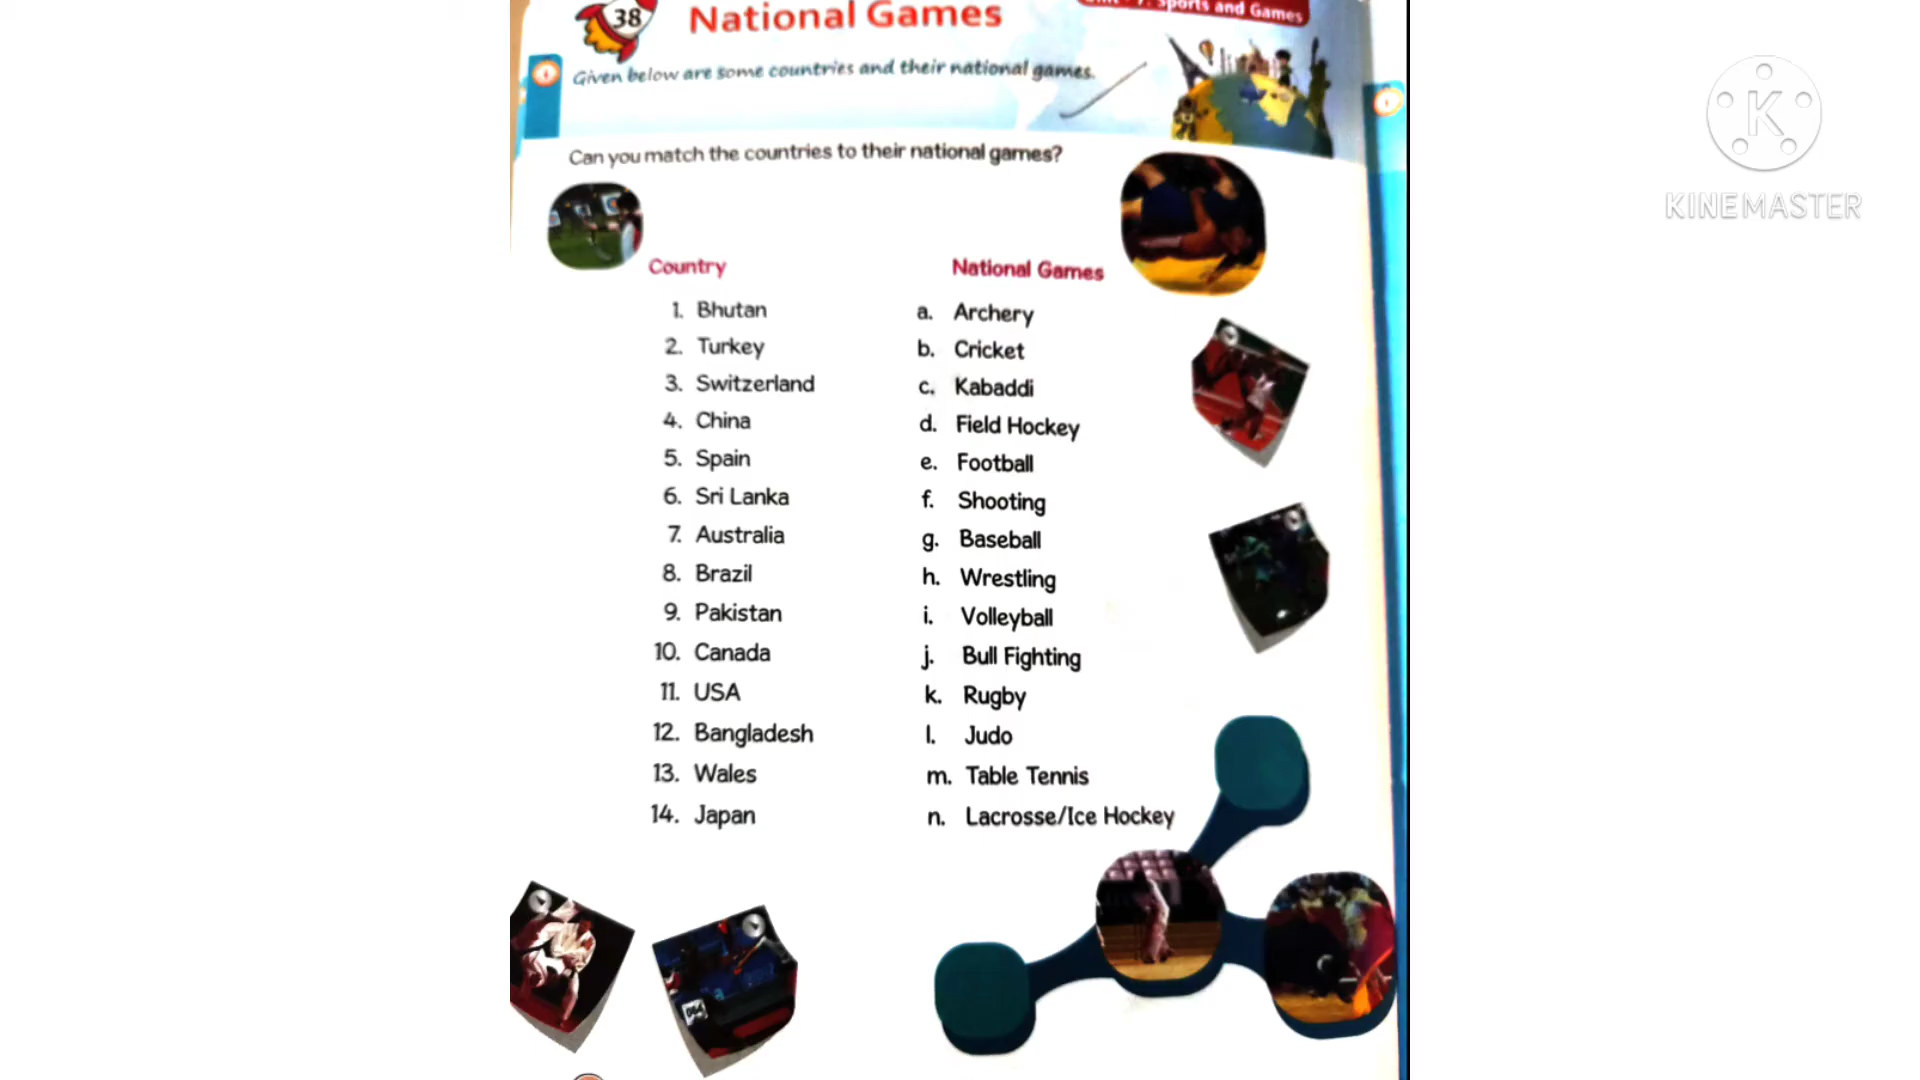 38
National Games
Sports and Games
Given below are some countries and their national games.
Can you match the countries to their national games?
Country National Games
1. Bhutan a. Archery
2. Turkey b. Cricket
3. Switzerland c. Kabaddi
4. China d. Field Hockey
5. Spain e. Football
6. Sri Lanka f. Shooting
7. Australia g. Baseball
8. Brazil h. Wrestling
9. Pakistan i. Volleyball
10. Canada j. Bull Fighting
11. USA k. Rugby
12. Bangladesh l. Judo
13. Wales m. Table Tennis
14. Japan n. Lacrosse/Ice Hockey
K
KINEMASTER